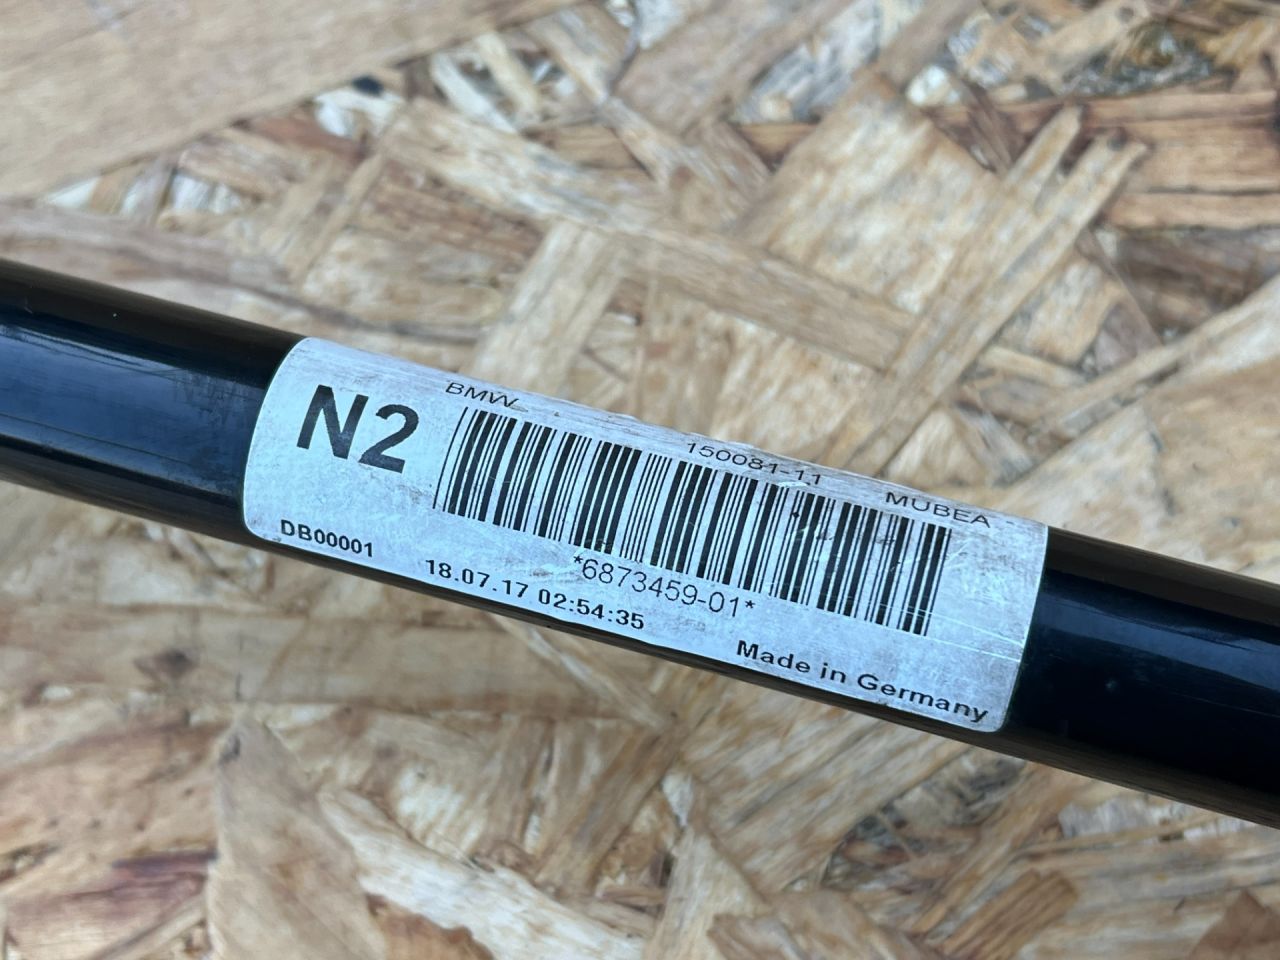 N2
BMW
150081-11
MUBEA
*6873459-01*
DB00001
18.07.17 02:54:35
Made in Germany